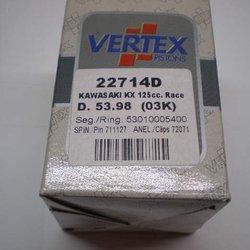 VERTEX
PISTONS
22714D
KAWASAKI KX 125cc. Race
D. 53.98 (03K)
Seg./Ring. 53010005400
SPIN./Pin 711127 ANEL./Clips 72071